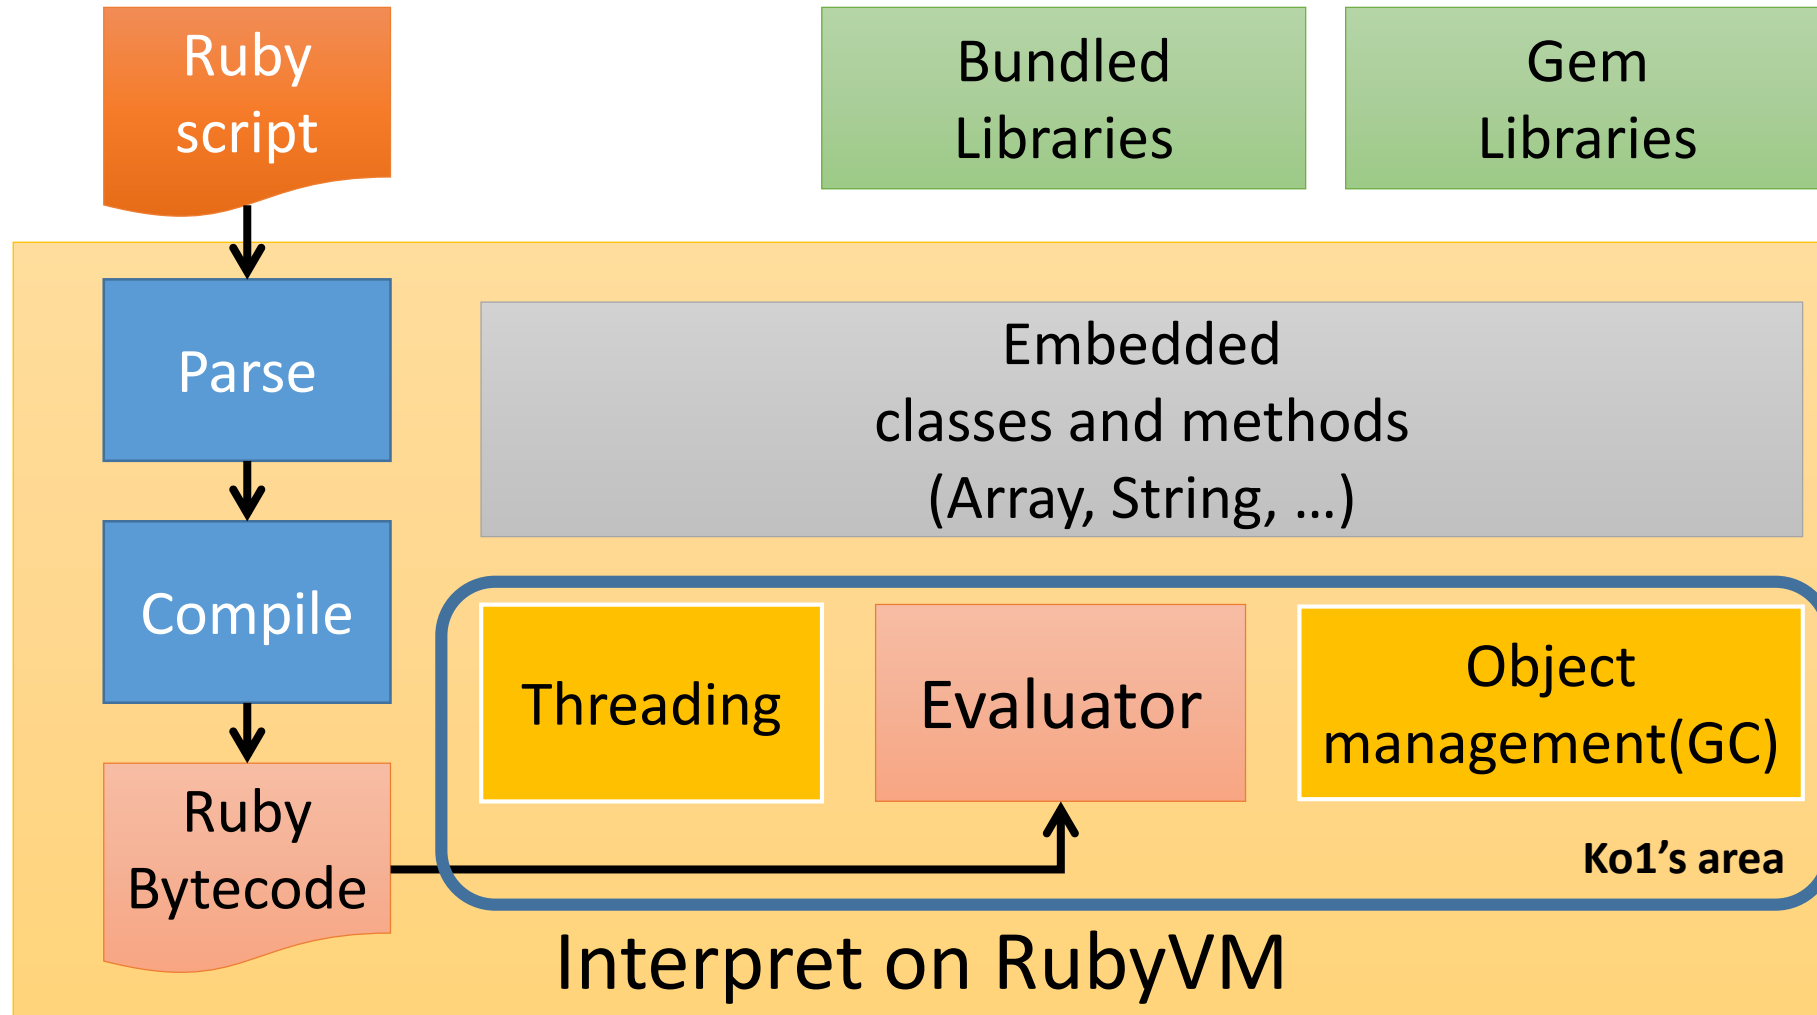 Ruby
script
Bundled
Libraries
Gem
Libraries
Parse
Embedded
classes and methods
(Array, String, …)
Compile
Threading
Evaluator
Object
management(GC)
Ruby
Bytecode
Ko1’s area
Interpret on RubyVM